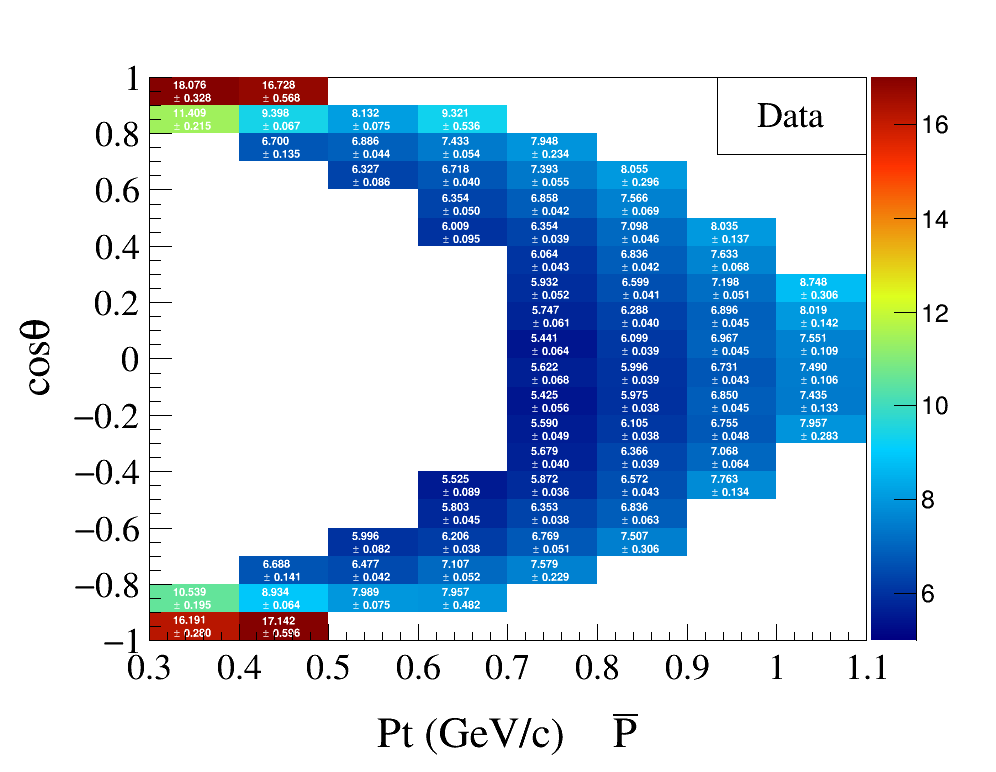 Data
1
18.076 16.728
± 0.328 ± 0.568
11.409 9.398 8.132 9.321
± 0.215 ± 0.067 ± 0.075 ± 0.536
0.8
6.700 6.886 7.433 7.948
± 0.135 ± 0.044 ± 0.054 ± 0.234
6.327 6.718 7.393 8.055
± 0.086 ± 0.040 ± 0.055 ± 0.296
0.6
6.354 6.858 7.566
± 0.050 ± 0.042 ± 0.069
6.009 6.354 7.098 8.035
± 0.095 ± 0.039 ± 0.046 ± 0.137
0.4
6.064 6.836 7.633
± 0.043 ± 0.042 ± 0.068
5.932 6.599 7.198 8.748
± 0.052 ± 0.041 ± 0.051 ± 0.306
0.2
5.747 6.288 6.896 8.019
± 0.061 ± 0.040 ± 0.045 ± 0.142
5.441 6.099 6.967 7.551
± 0.064 ± 0.039 ± 0.045 ± 0.109
0
5.622 5.996 6.731 7.490
± 0.068 ± 0.039 ± 0.043 ± 0.106
5.425 5.975 6.850 7.435
± 0.056 ± 0.038 ± 0.045 ± 0.133
−0.2
5.590 6.105 6.755 7.957
± 0.049 ± 0.038 ± 0.048 ± 0.283
5.679 6.366 7.068
± 0.040 ± 0.039 ± 0.064
−0.4
5.525 5.872 6.572 7.763
± 0.089 ± 0.036 ± 0.043 ± 0.134
5.803 6.353 6.836
± 0.045 ± 0.038 ± 0.063
−0.6
5.996 6.206 6.769 7.507
± 0.082 ± 0.038 ± 0.051 ± 0.306
6.688 6.477 7.107 7.579
± 0.141 ± 0.042 ± 0.052 ± 0.229
−0.8
10.539 8.934 7.989 7.957
± 0.195 ± 0.064 ± 0.075 ± 0.482
16.191 17.142
± 0.280 ± 0.596
−1
cosθ
0.3 0.4 0.5 0.6 0.7 0.8 0.9 1 1.1
Pt (GeV/c) P̅
16
14
12
10
8
6